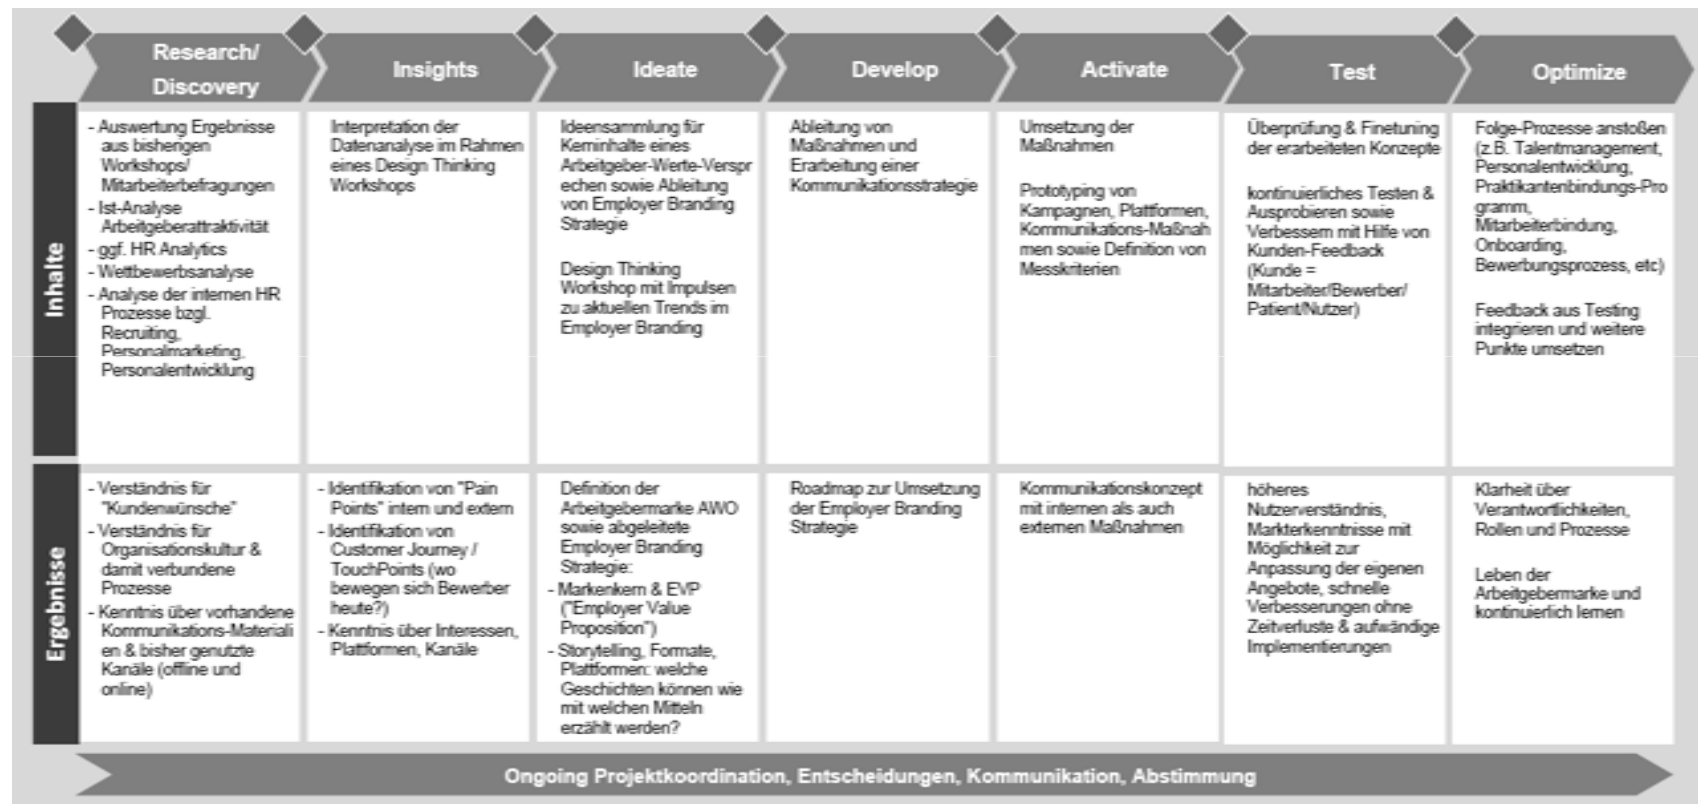 Research/
Discovery
Insights
Ideate
Develop
Activate
Test
Optimize
Inhalte
- Auswertung Ergebnisse
aus bisherigen
Workshops/
Mitarbeiterbefragungen
- Ist-Analyse
Arbeitgeberattraktivität
- ggf. HR Analytics
- Wettbewerbsanalyse
- Analyse der internen HR
Prozesse bzgl.
Recruiting,
Personalmarketing,
Personalentwicklung
Interpretation der
Datenanalyse im Rahmen
eines Design Thinking
Workshops
Ideensammlung für
Kerninhalte eines
Arbeitgeber-Werte-Verspr
echen sowie Ableitung
von Employer Branding
Strategie
Design Thinking
Workshop mit Impulsen
zu aktuellen Trends im
Employer Branding
Ableitung von
Maßnahmen und
Erarbeitung einer
Kommunikationsstrategie
Umsetzung der
Maßnahmen
Prototyping von
Kampagnen, Plattformen,
Kommunikations-Maßnah
men sowie Definition von
Messkriterien
Überprüfung & Finetuning
der erarbeiteten Konzepte
kontinuierliches Testen &
Ausprobieren sowie
Verbessern mit Hilfe von
Kunden-Feedback
(Kunde =
Mitarbeiter/Bewerber/
Patient/Nutzer)
Folge-Prozesse anstoßen
(z.B. Talentmanagement,
Personalentwicklung,
Praktikantenbindungs-Pro
gramm,
Mitarbeiterbindung,
Onboarding,
Bewerbungsprozess, etc)
Feedback aus Testing
integrieren und weitere
Punkte umsetzen
Ergebnisse
- Verständnis für
"Kundenwünsche"
- Verständnis für
Organisationskultur &
damit verbundene
Prozesse
- Kenntnis über vorhandene
Kommunikations-Materiali
en & bisher genutzte
Kanäle (offline und
online)
- Identifikation von "Pain
Points" intern und extern
- Identifikation von
Customer Journey /
TouchPoints (wo
bewegen sich Bewerber
heute?)
- Kenntnis über Interessen,
Plattformen, Kanäle
Definition der
Arbeitgebermarke AWO
sowie abgeleitete
Employer Branding
Strategie:
- Markenkern & EVP
("Employer Value
Proposition")
- Storytelling, Formate,
Plattformen: welche
Geschichten können wie
mit welchen Mitteln
erzählt werden?
Roadmap zur Umsetzung
der Employer Branding
Strategie
Kommunikationskonzept
mit internen als auch
externen Maßnahmen
höheres
Nutzerverständnis,
Markterkenntnisse mit
Möglichkeit zur
Anpassung der eigenen
Angebote, schnelle
Verbesserungen ohne
Zeitverluste & aufwändige
Implementierungen
Klarheit über
Verantwortlichkeiten,
Rollen und Prozesse
Leben der
Arbeitgebermarke und
kontinuierlich lernen
Ongoing Projektkoordination, Entscheidungen, Kommunikation, Abstimmung